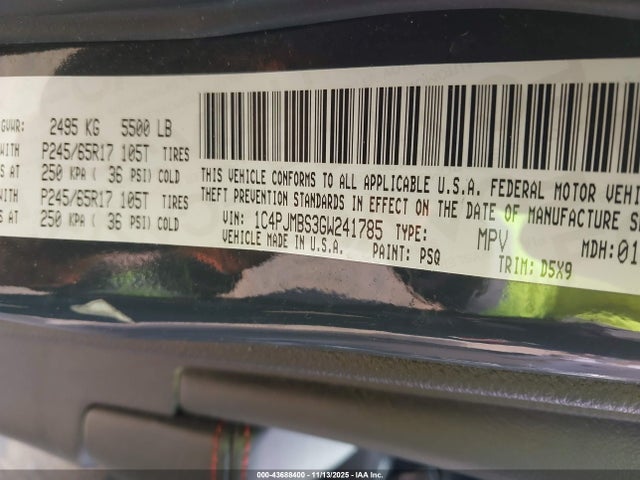 GVWR: 2495 KG 5500 LB
WITH P245/65R17 105T TIRES
S AT 250 KPA ( 36 PSI) COLD
WITH P245/65R17 105T TIRES
S AT 250 KPA ( 36 PSI) COLD
THIS VEHICLE CONFORMS TO ALL APPLICABLE U.S.A. FEDERAL MOTOR VEHI
THEFT PREVENTION STANDARDS IN EFFECT ON THE DATE OF MANUFACTURE S
VIN: 1C4PJMBS3GW241785 TYPE: MPV MDH:01
VEHICLE MADE IN U.S.A. PAINT: PSQ TRIM: D5X9
000-43688400 | 11/13/2025 | IAA Inc.